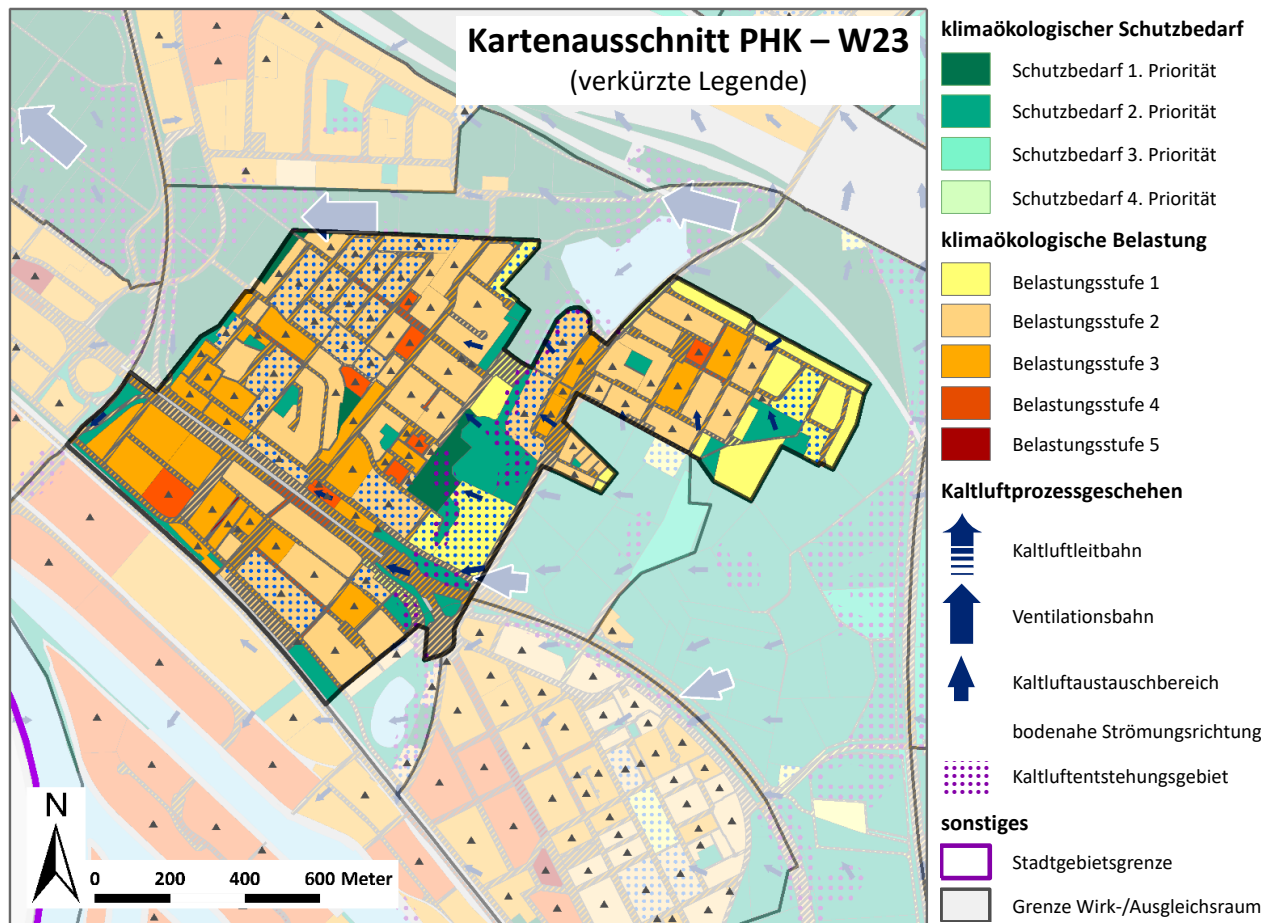 Kartenausschnitt PHK – W23
(verkürzte Legende)
N
0 200 400 600 Meter
klimaökologischer Schutzbedarf
Schutzbedarf 1. Priorität
Schutzbedarf 2. Priorität
Schutzbedarf 3. Priorität
Schutzbedarf 4. Priorität
klimaökologische Belastung
Belastungsstufe 1
Belastungsstufe 2
Belastungsstufe 3
Belastungsstufe 4
Belastungsstufe 5
Kaltluftprozessgeschehen
Kaltluftleitbahn
Ventilationsbahn
Kaltluftaustauschbereich
bodenahe Strömungsrichtung
Kaltluftentstehungsgebiet
sonstiges
Stadtgebietsgrenze
Grenze Wirk-/Ausgleichsraum